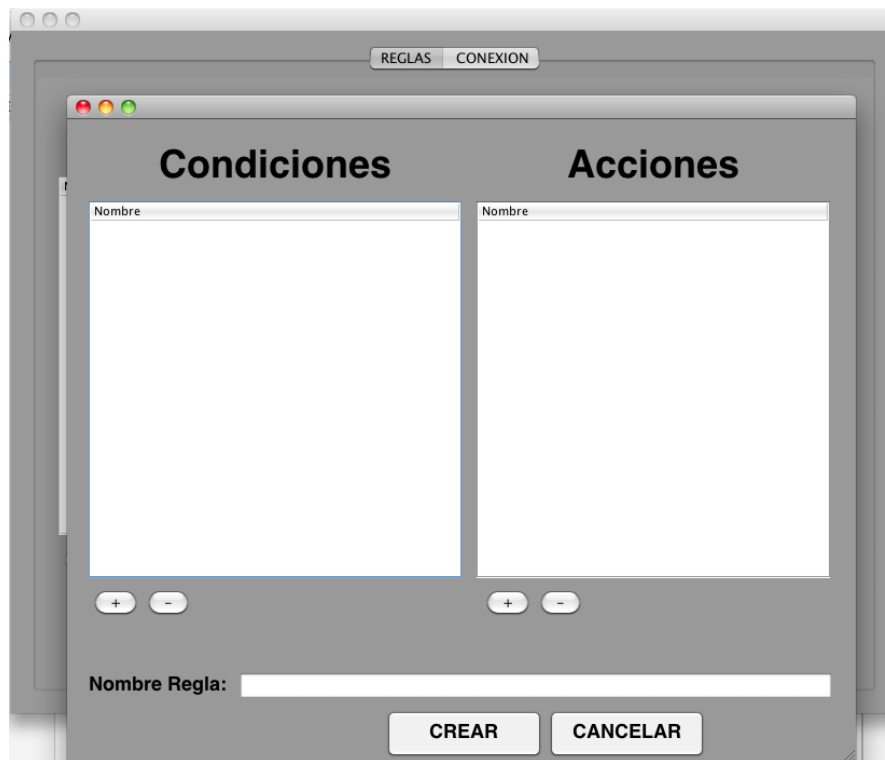 REGLAS CONEXION
Condiciones Acciones
Nombre Nombre
+ - + -
Nombre Regla:
CREAR CANCELAR